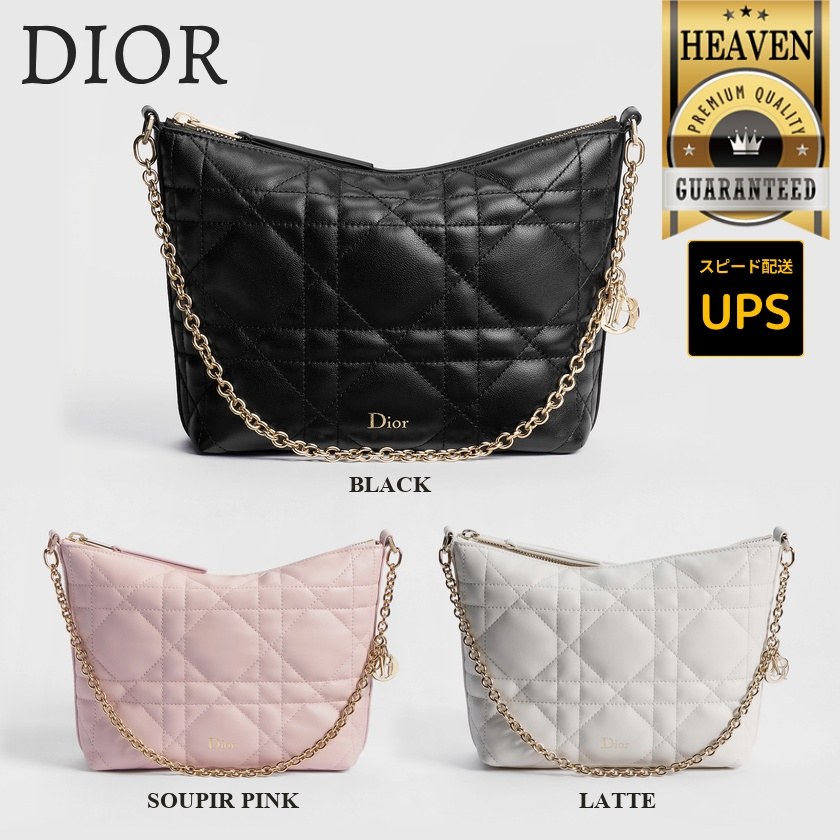 DIOR
HEAVEN
PREMIUM QUALITY
GUARANTEED
スピード配送
UPS
Dior
BLACK
Dior
Dior
SOUPIR PINK
LATTE